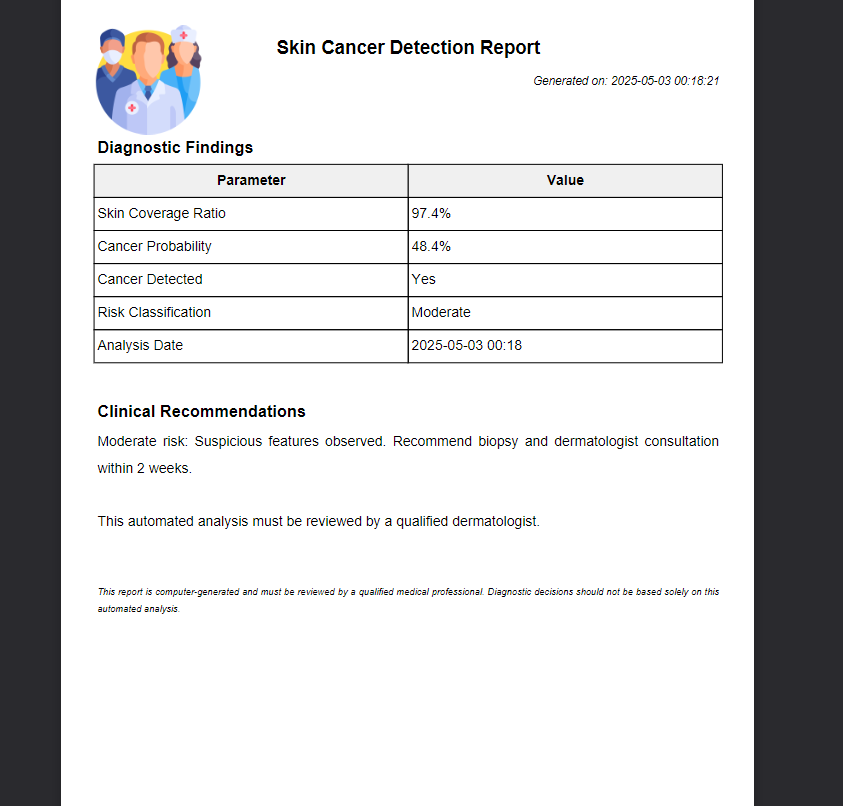 Skin Cancer Detection Report
Generated on: 2025-05-03 00:18:21
Diagnostic Findings
Parameter Value
Skin Coverage Ratio 97.4%
Cancer Probability 48.4%
Cancer Detected Yes
Risk Classification Moderate
Analysis Date 2025-05-03 00:18
Clinical Recommendations
Moderate risk: Suspicious features observed. Recommend biopsy and dermatologist consultation
within 2 weeks.
This automated analysis must be reviewed by a qualified dermatologist.
This report is computer-generated and must be reviewed by a qualified medical professional. Diagnostic decisions should not be based solely on this
automated analysis.